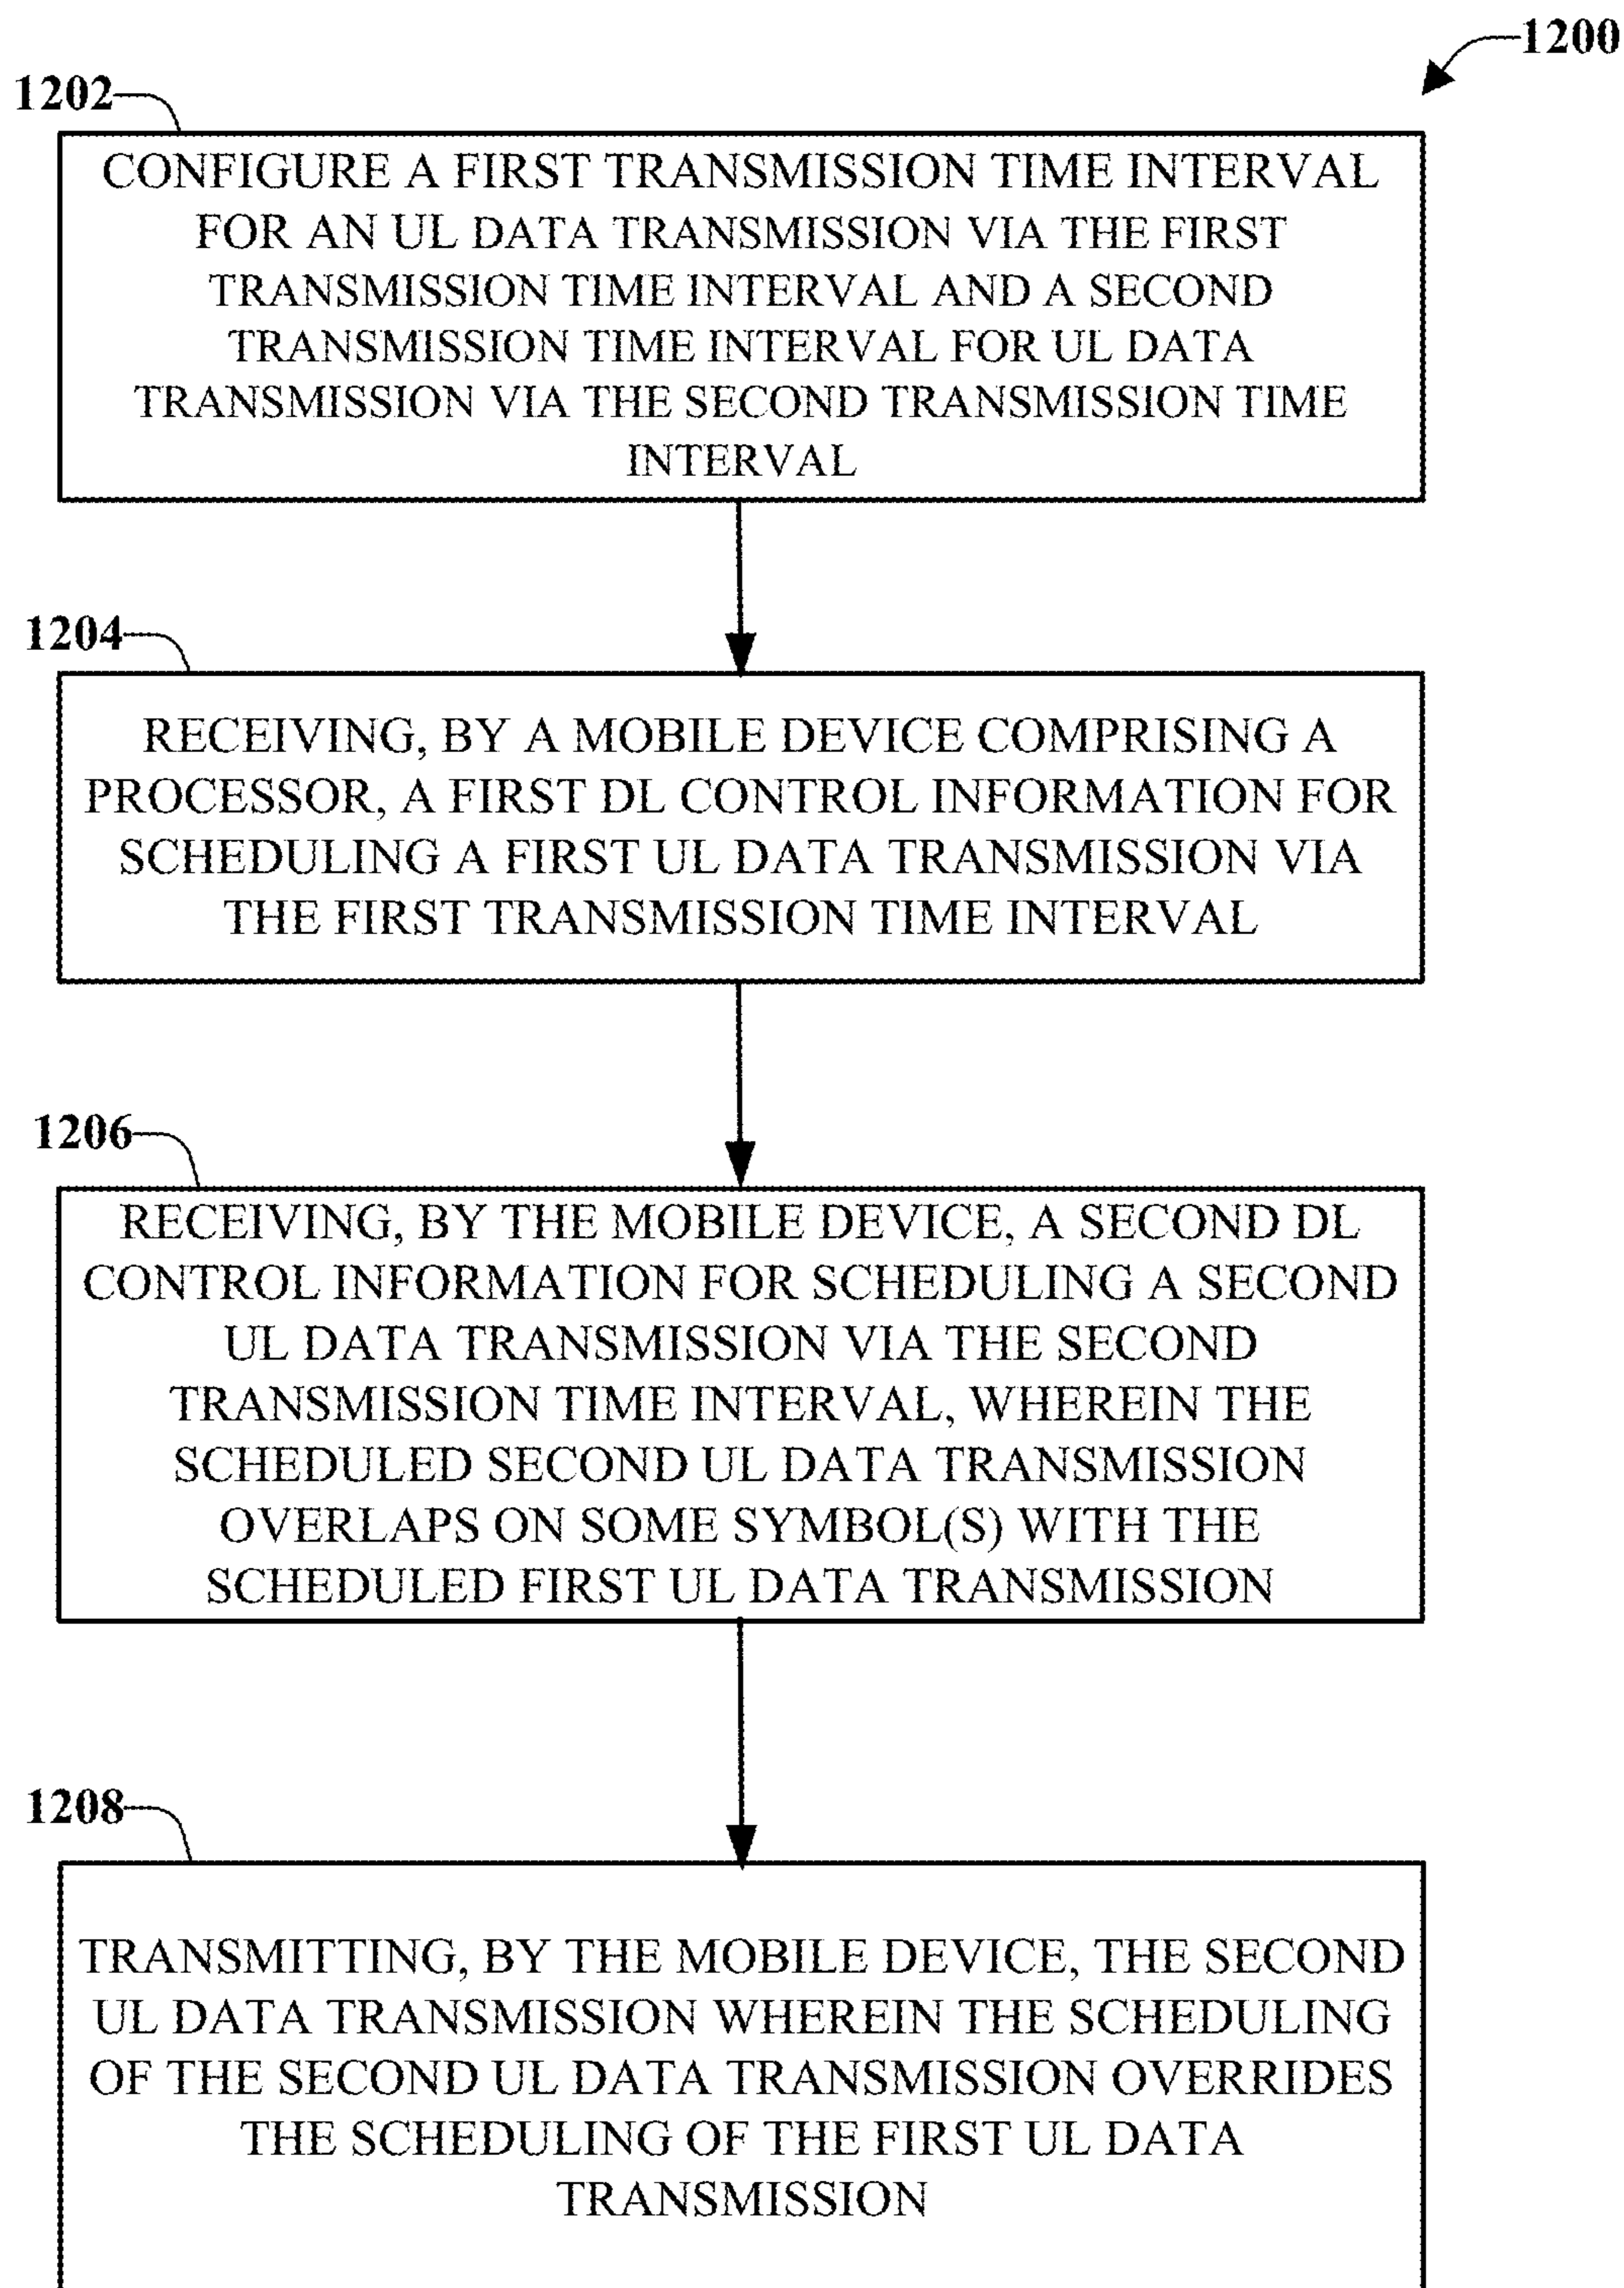 1200
1202
CONFIGURE A FIRST TRANSMISSION TIME INTERVAL
FOR AN UL DATA TRANSMISSION VIA THE FIRST
TRANSMISSION TIME INTERVAL AND A SECOND
TRANSMISSION TIME INTERVAL FOR UL DATA
TRANSMISSION VIA THE SECOND TRANSMISSION TIME
INTERVAL
1204
RECEIVING, BY A MOBILE DEVICE COMPRISING A
PROCESSOR, A FIRST DL CONTROL INFORMATION FOR
SCHEDULING A FIRST UL DATA TRANSMISSION VIA
THE FIRST TRANSMISSION TIME INTERVAL
1206
RECEIVING, BY THE MOBILE DEVICE, A SECOND DL
CONTROL INFORMATION FOR SCHEDULING A SECOND
UL DATA TRANSMISSION VIA THE SECOND
TRANSMISSION TIME INTERVAL, WHEREIN THE
SCHEDULED SECOND UL DATA TRANSMISSION
OVERLAPS ON SOME SYMBOL(S) WITH THE
SCHEDULED FIRST UL DATA TRANSMISSION
1208
TRANSMITTING, BY THE MOBILE DEVICE, THE SECOND
UL DATA TRANSMISSION WHEREIN THE SCHEDULING
OF THE SECOND UL DATA TRANSMISSION OVERRIDES
THE SCHEDULING OF THE FIRST UL DATA
TRANSMISSION